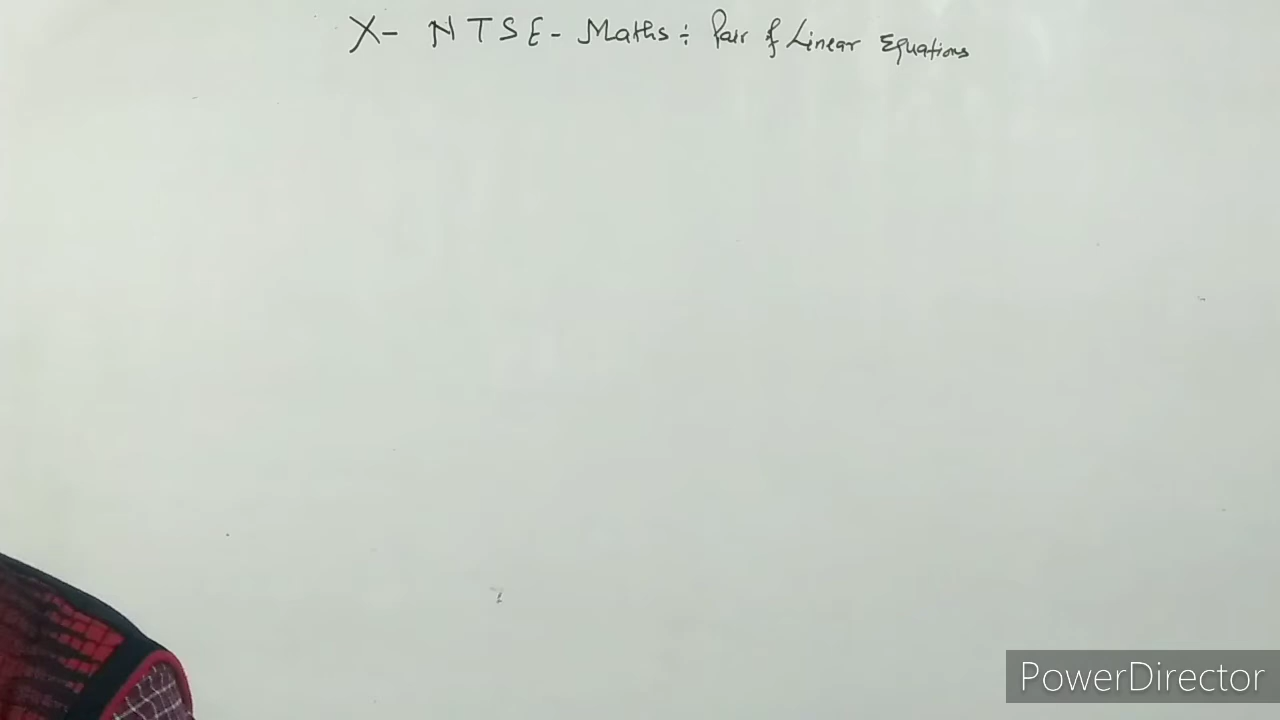 X- NTSE- Maths ÷ Pair of Linear Equations
PowerDirector